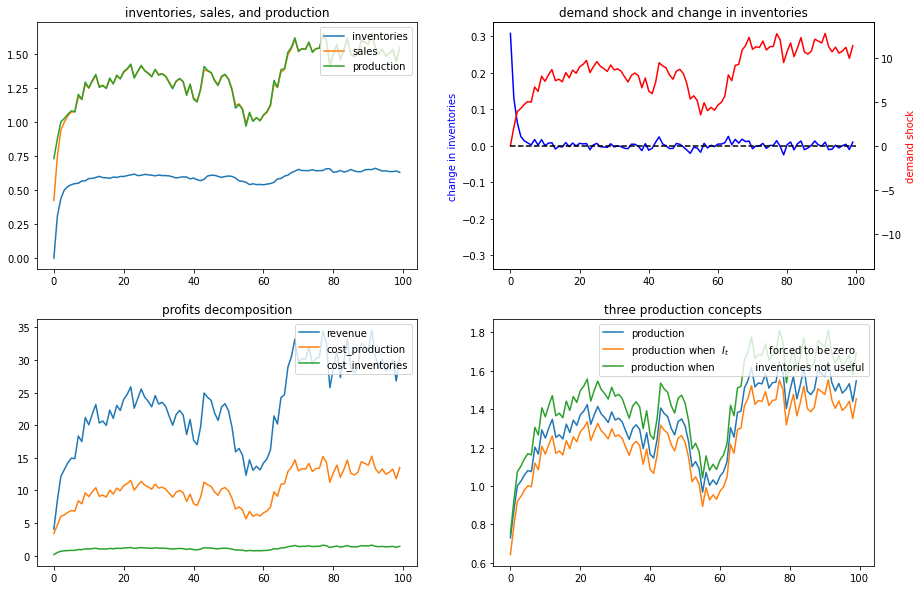 inventories, sales, and production
inventories
sales
production
1.50
1.25
1.00
0.75
0.50
0.25
0.00
0 20 40 60 80 100
demand shock and change in inventories
change in inventories
0.3
0.2
0.1
0.0
−0.1
−0.2
−0.3
10
5
0
−5
−10
demand shock
0 20 40 60 80 100
profits decomposition
revenue
cost_production
cost_inventories
35
30
25
20
15
10
5
0
0 20 40 60 80 100
three production concepts
production
production when I_t forced to be zero
production when inventories not useful
1.8
1.6
1.4
1.2
1.0
0.8
0.6
0 20 40 60 80 100